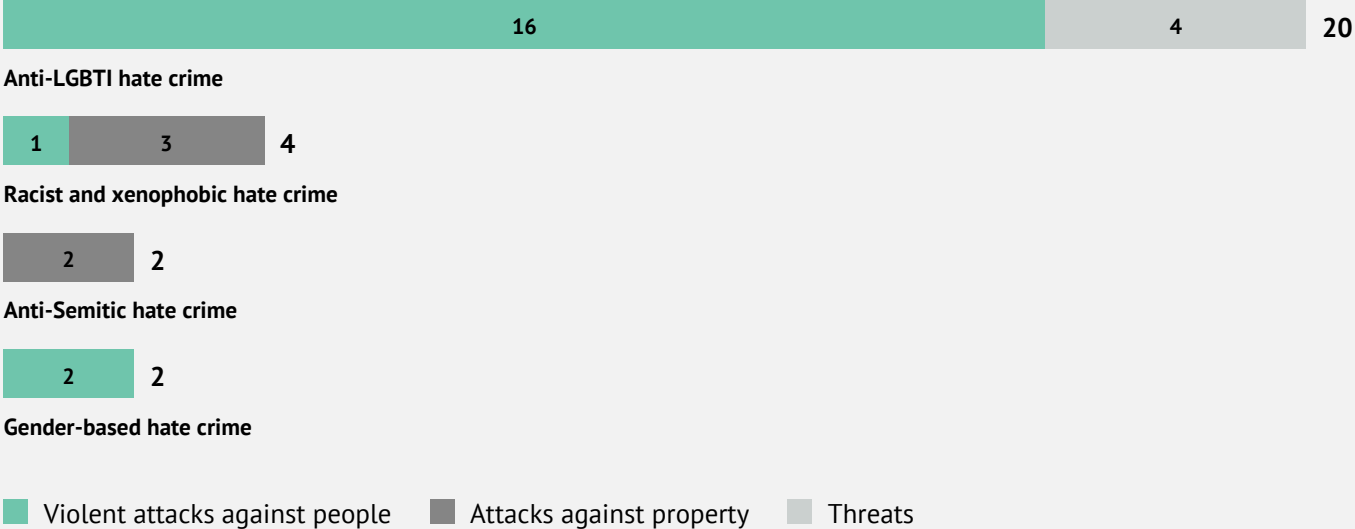 16 4 20
Anti-LGBTI hate crime
1 3 4
Racist and xenophobic hate crime
2 2
Anti-Semitic hate crime
2 2
Gender-based hate crime
Violent attacks against people Attacks against property Threats